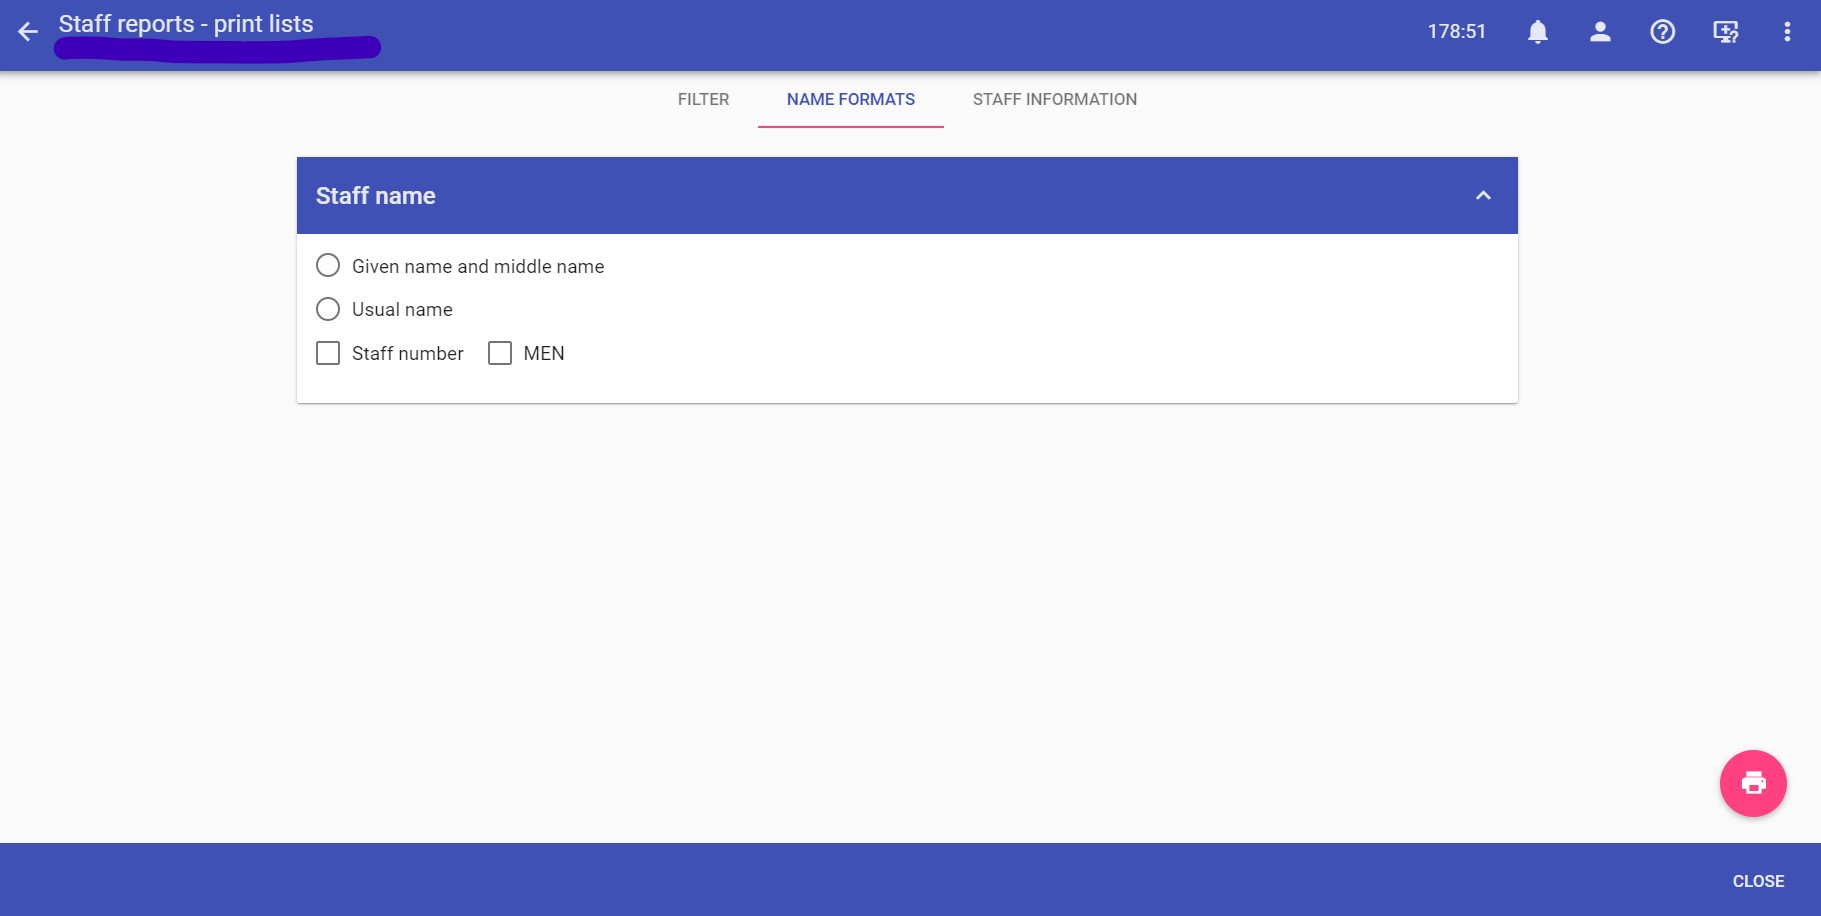 Staff reports - print lists
178:51
FILTER NAME FORMATS STAFF INFORMATION
Staff name
Given name and middle name
Usual name
Staff number MEN
CLOSE